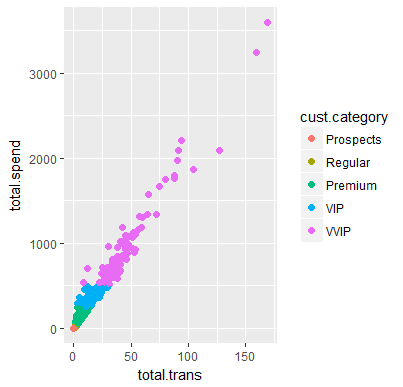 total.spend
3000
2000
1000
0
0
50
100
150
total.trans
cust.category
Prospects
Regular
Premium
VIP
VVIP